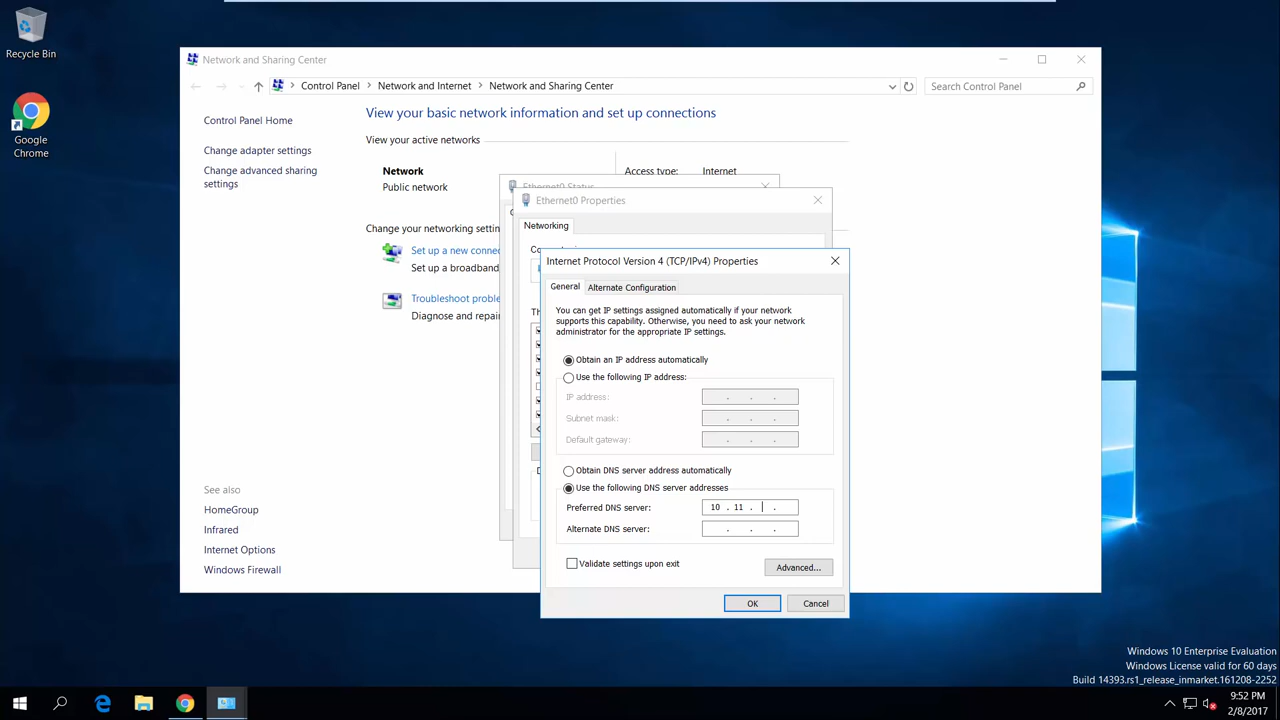 Recycle Bin
Google
Chrome
Network and Sharing Center
Control Panel
Network and Internet
Network and Sharing Center
Search Control Panel
Control Panel Home
Change adapter settings
Change advanced sharing
settings
See also
HomeGroup
Infrared
Internet Options
Windows Firewall
View your basic network information and set up connections
View your active networks
Network
Public network
Access type:
Internet
Change your networking settin
Set up a new connec
Set up a broadband
Troubleshoot proble
Diagnose and repair
Ethernet0 Status
Ethernet0 Properties
Networking
Internet Protocol Version 4 (TCP/IPv4) Properties
General
Alternate Configuration
You can get IP settings assigned automatically if your network
supports this capability. Otherwise, you need to ask your network
administrator for the appropriate IP settings.
Obtain an IP address automatically
Use the following IP address:
IP address: . . .
Subnet mask: . . .
Default gateway: . . .
Obtain DNS server address automatically
Use the following DNS server addresses
Preferred DNS server: 10 . 11 . .
Alternate DNS server: . . .
Validate settings upon exit
Advanced...
OK
Cancel
Windows 10 Enterprise Evaluation
Windows License valid for 60 days
Build 14393.rs1_release_inmarket.161208-2252
9:52 PM
2/8/2017